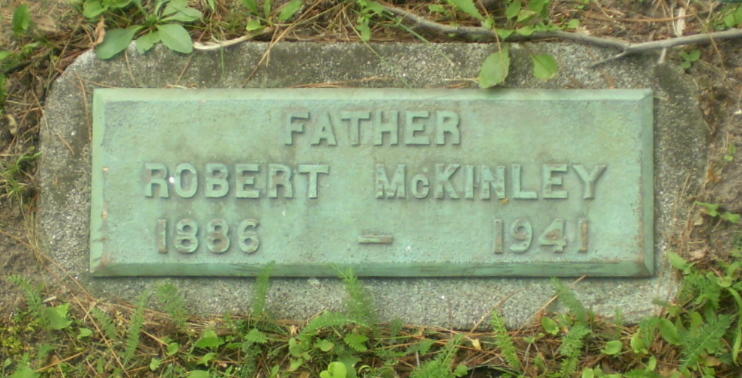 FATHER
ROBERT McKINLEY
1886 – 1941